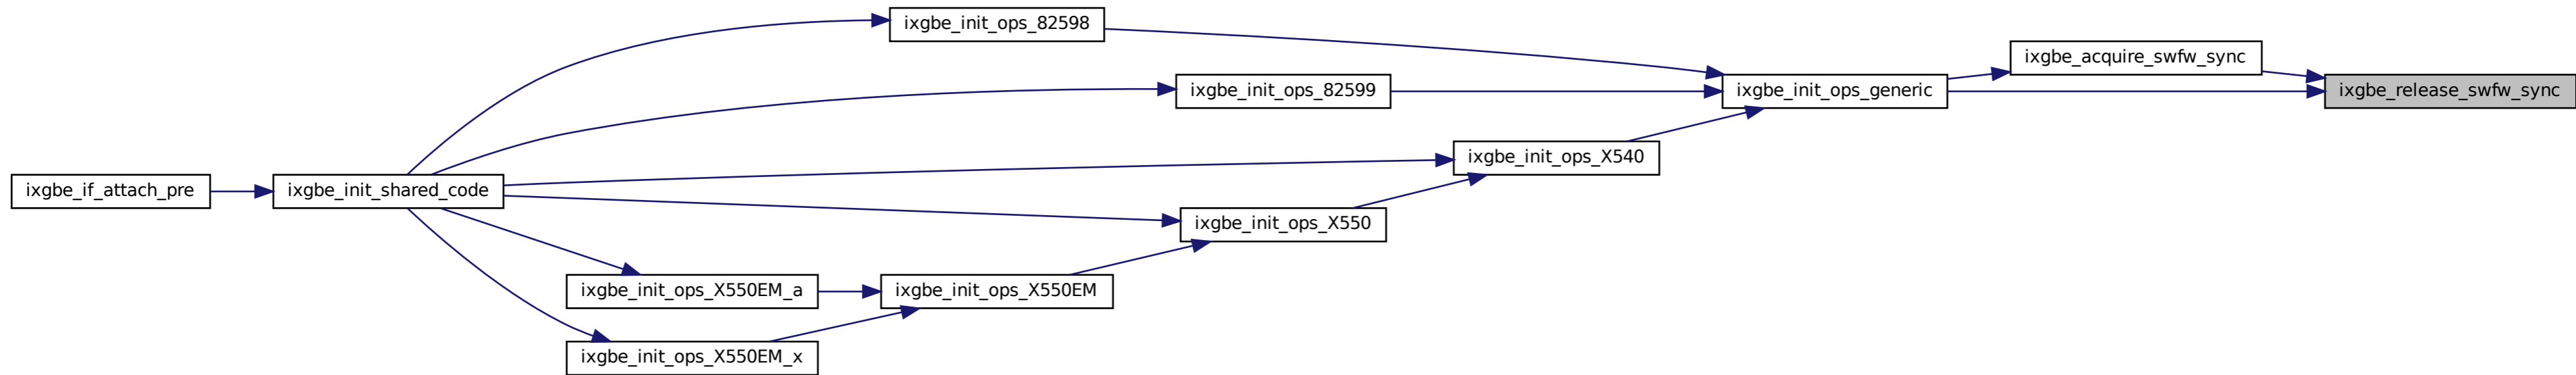 ixgbe_init_ops_82598
ixgbe_acquire_swfw_sync
ixgbe_init_ops_82599
ixgbe_init_ops_generic
ixgbe_release_swfw_sync
ixgbe_init_ops_X540
ixgbe_if_attach_pre
ixgbe_init_shared_code
ixgbe_init_ops_X550
ixgbe_init_ops_X550EM_a
ixgbe_init_ops_X550EM
ixgbe_init_ops_X550EM_x